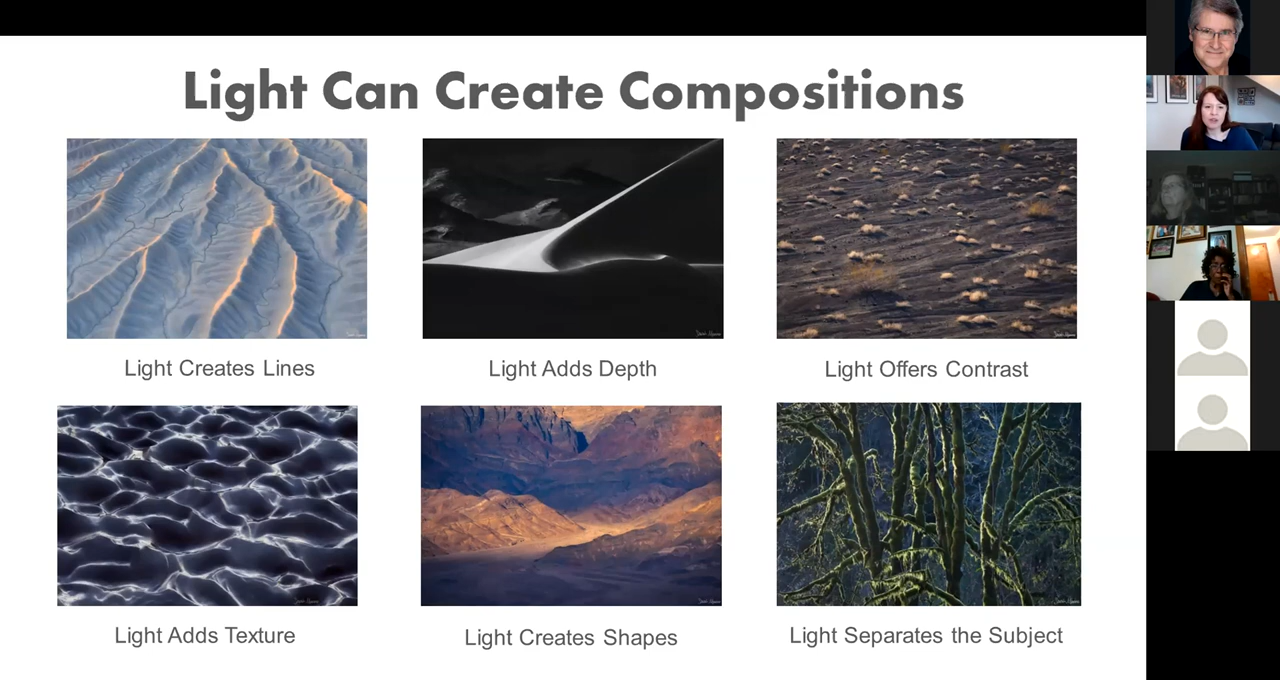 Light Can Create Compositions
Light Creates Lines
Light Adds Depth
Light Offers Contrast
Light Adds Texture
Light Creates Shapes
Light Separates the Subject